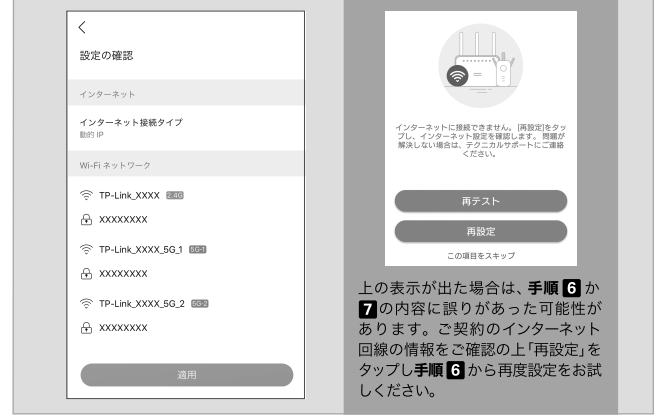 設定の確認
インターネット
インターネット接続タイプ
動的 IP
Wi-Fi ネットワーク
TP-Link_XXXX 2.4G
XXXXXXXX
TP-Link_XXXX_5G_1 5G-1
XXXXXXXX
TP-Link_XXXX_5G_2 5G-2
XXXXXXXX
適用
インターネットに接続できません。[再設定]をタッ
プし、インターネット設定を確認します。 問題が
解決しない場合は、テクニカルサポートにご連絡
ください。
再テスト
再設定
この項目をスキップ
上の表示が出た場合は、手順 6 か
7 の内容に誤りがあった可能性が
あります。ご契約のインターネット
回線の情報をご確認の上「再設定」を
タップし手順 6 から再度設定をお試
しください。